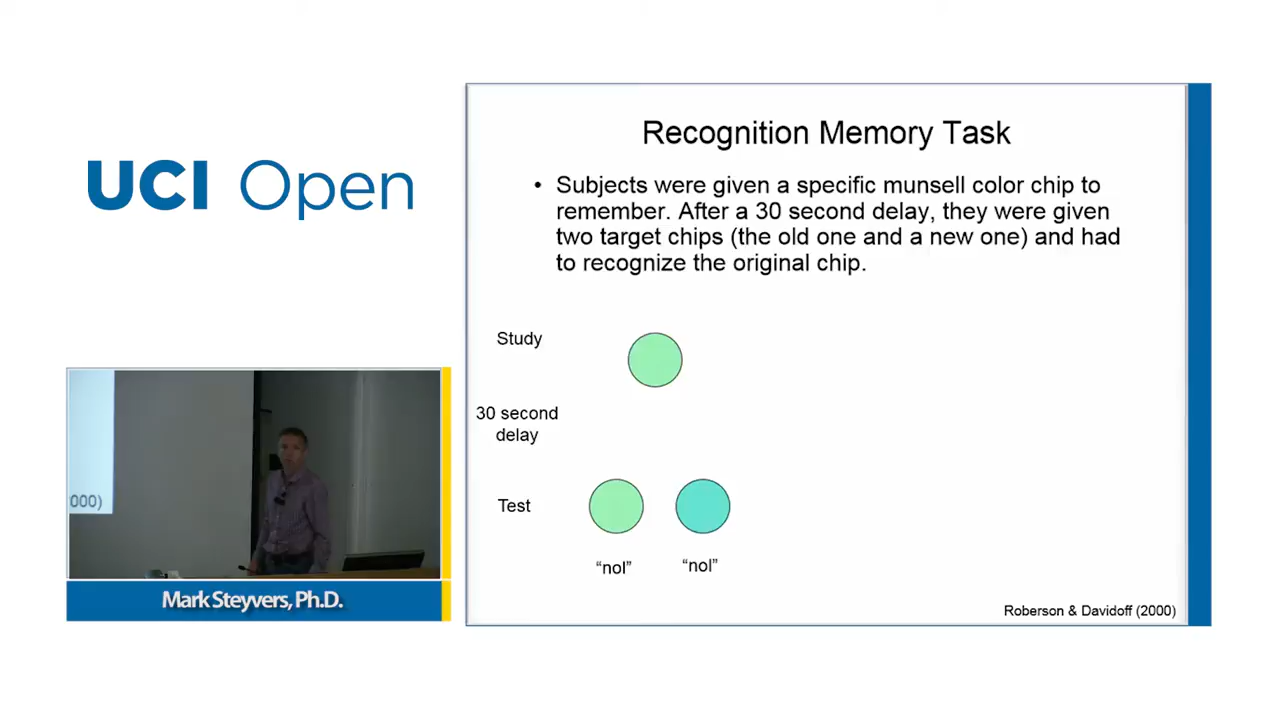 UCI Open
Recognition Memory Task
• Subjects were given a specific munsell color chip to
remember. After a 30 second delay, they were given
two target chips (the old one and a new one) and had
to recognize the original chip.
Study
30 second
delay
Test
“nol”
“nol”
Roberson & Davidoff (2000)
000)
Mark Steyvers, Ph.D.